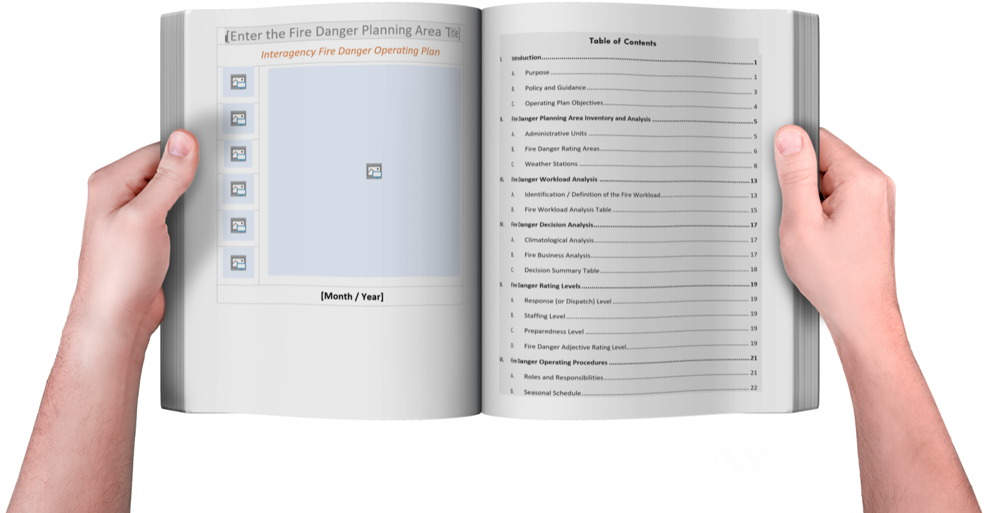 [Enter the Fire Danger Planning Area Title]
Interagency Fire Danger Operating Plan
[Month / Year]
Table of Contents
I. Introduction 1
A. Purpose 1
B. Policy and Guidance 3
C. Operating Plan Objectives 4
II. Fire Danger Planning Area Inventory and Analysis 5
A. Administrative Units 5
B. Fire Danger Rating Areas 6
C. Weather Stations 8
III. Fire Danger Workload Analysis 13
A. Identification / Definition of the Fire Workload 13
B. Fire Workload Analysis Table 15
IV. Fire Danger Decision Analysis 17
A. Climatological Analysis 17
B. Fire Business Analysis 17
C. Decision Summary Table 18
V. Fire Danger Rating Levels 19
A. Response (or Dispatch) Level 19
B. Staffing Level 19
C. Preparedness Level 19
D. Fire Danger Adjective Rating Level 19
VI. Fire Danger Operating Procedures 21
A. Roles and Responsibilities 21
B. Seasonal Schedule 22